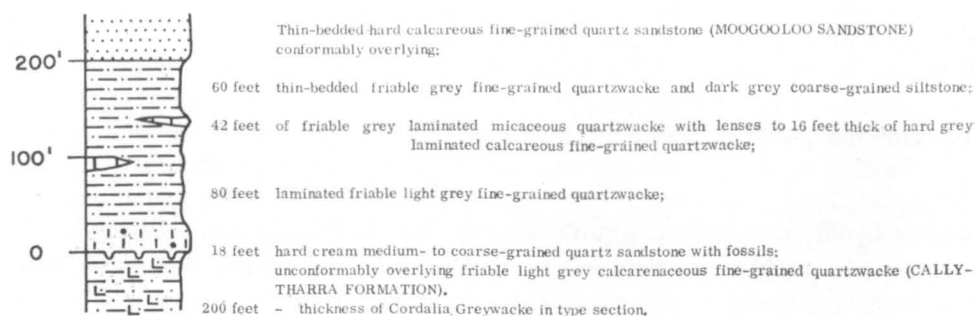 Thin-bedded hard calcareous fine-grained quartz sandstone (MOOGOOLOO SANDSTONE)
conformably overlying:
200'
60 feet thin-bedded friable grey fine-grained quartzwacke and dark grey coarse-grained siltstone;
42 feet of friable grey laminated micaceous quartzwacke with lenses to 16 feet thick of hard grey
laminated calcareous fine-grained quartzwacke;
100'
80 feet laminated friable light grey fine-grained quartzwacke;
0
18 feet hard cream medium- to coarse-grained quartz sandstone with fossils;
unconformably overlying friable light grey calcarenaceous fine-grained quartzwacke (CALLY-
THARRA FORMATION).
200 feet - thickness of Cordalia Greywacke in type section.